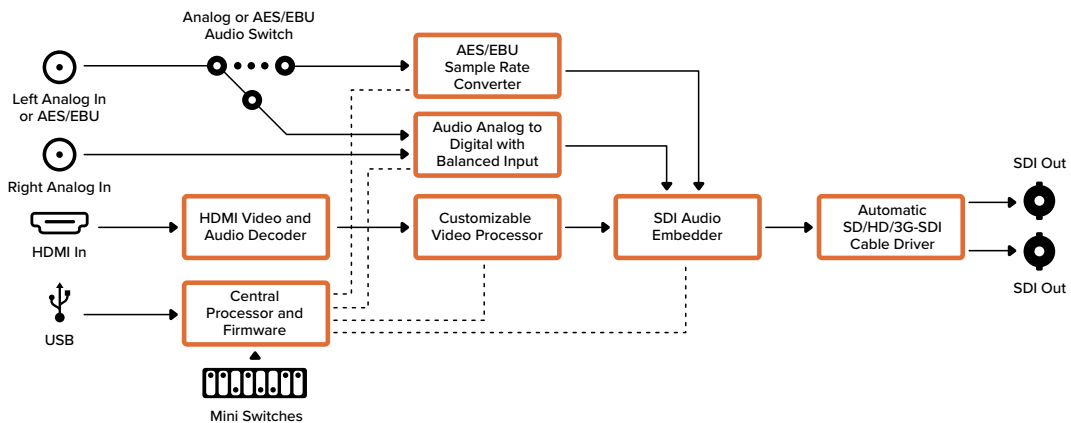 Analog or AES/EBU
Audio Switch
Left Analog In
or AES/EBU
AES/EBU
Sample Rate
Converter
Audio Analog to
Digital with
Balanced Input
Right Analog In
HDMI In
HDMI Video and
Audio Decoder
Customizable
Video Processor
SDI Audio
Embedder
Automatic
SD/HD/3G-SDI
Cable Driver
SDI Out
SDI Out
USB
Central
Processor and
Firmware
Mini Switches